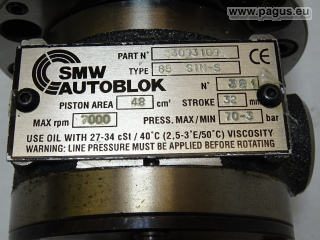 www.pagus.eu
PART N°
SMW
AUTOBLOK
CE
TYPE 85 SIN-S
N°
PISTON AREA 48 cm² STROKE 32 mm
MAX rpm 7000 PRESS. MAX/MIN 70-3 bar
USE OIL WITH 27-34 cSt / 40°C (2,5-3°E/50°C) VISCOSITY
WARNING: LINE PRESSURE MUST BE APPLIED BEFORE ROTATING